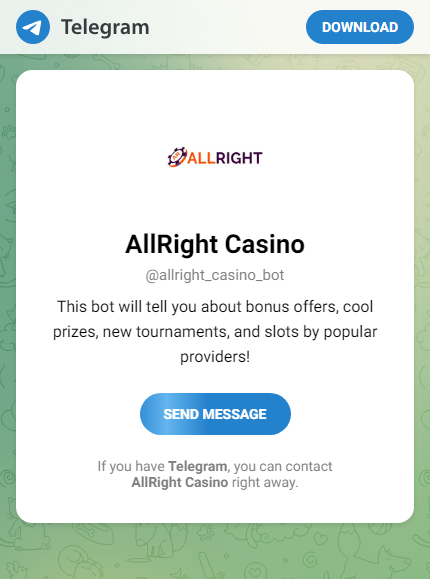 Telegram
DOWNLOAD
ALLRIGHT
AllRight Casino
@allright_casino_bot
This bot will tell you about bonus offers, cool
prizes, new tournaments, and slots by popular
providers!
SEND MESSAGE
If you have Telegram, you can contact
AllRight Casino right away.